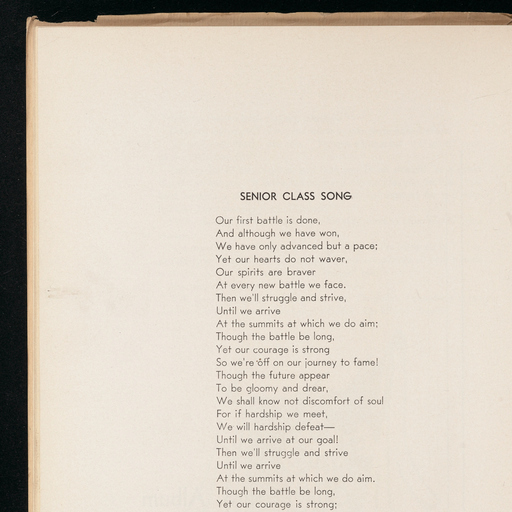 SENIOR CLASS SONG
Our first battle is done,
And although we have won,
We have only advanced but a pace;
Yet our hearts do not waver,
Our spirits are braver
At every new battle we face.
Then we'll struggle and strive,
Until we arrive
At the summits at which we do aim;
Though the battle be long,
Yet our courage is strong
So we're off on our journey to fame!
Though the future appear
To be gloomy and drear,
We shall know not discomfort of soul
For if hardship we meet,
We will hardship defeat—
Until we arrive at our goal!
Then we'll struggle and strive
Until we arrive
At the summits at which we do aim.
Though the battle be long,
Yet our courage is strong;